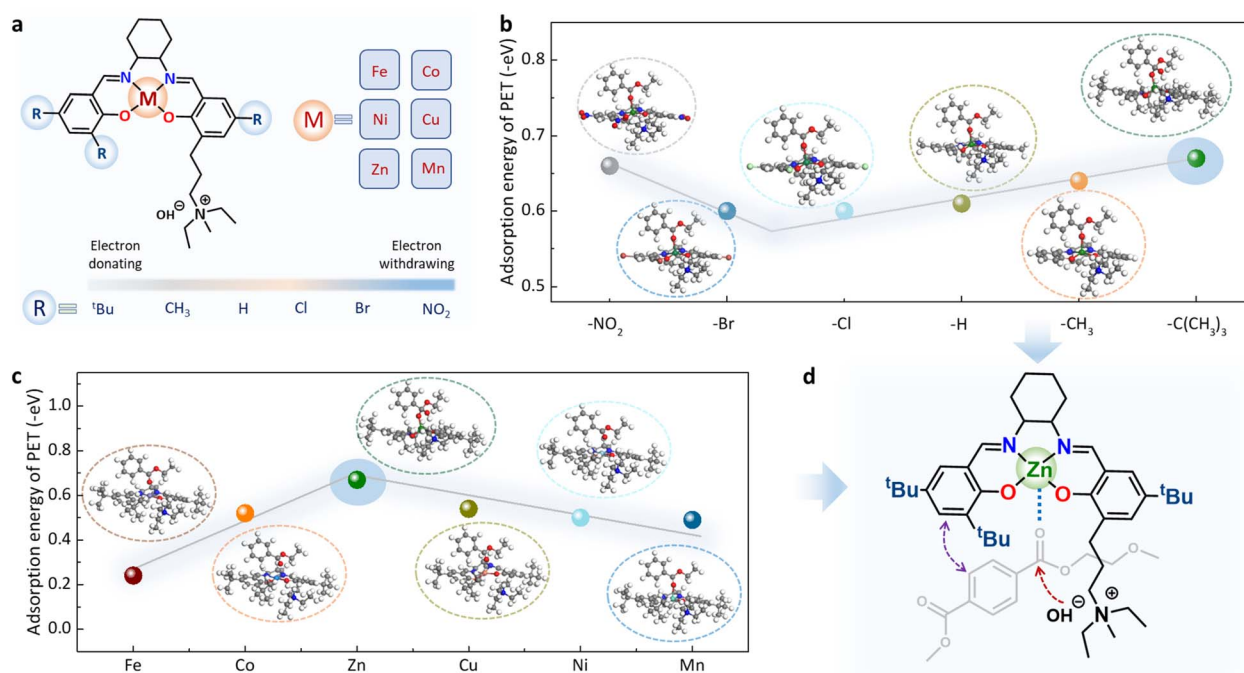 a
M
N
N
O
O
R
R
R
OH⊖
N
⊕
M
=
Fe
Co
Ni
Cu
Zn
Mn
Electron donating
Electron withdrawing
R
=
ᵗBu
CH₃
H
Cl
Br
NO₂
b
Adsorption energy of PET (-eV)
0.8
0.7
0.6
0.5
-NO₂
-Br
-Cl
-H
-CH₃
-C(CH₃)₃
c
Adsorption energy of PET (-eV)
1.0
0.8
0.6
0.4
0.2
0.0
Fe
Co
Zn
Cu
Ni
Mn
d
N
N
Zn
O
O
ᵗBu
ᵗBu
ᵗBu
O
O
O
O
O
OH⊖
N
⊕